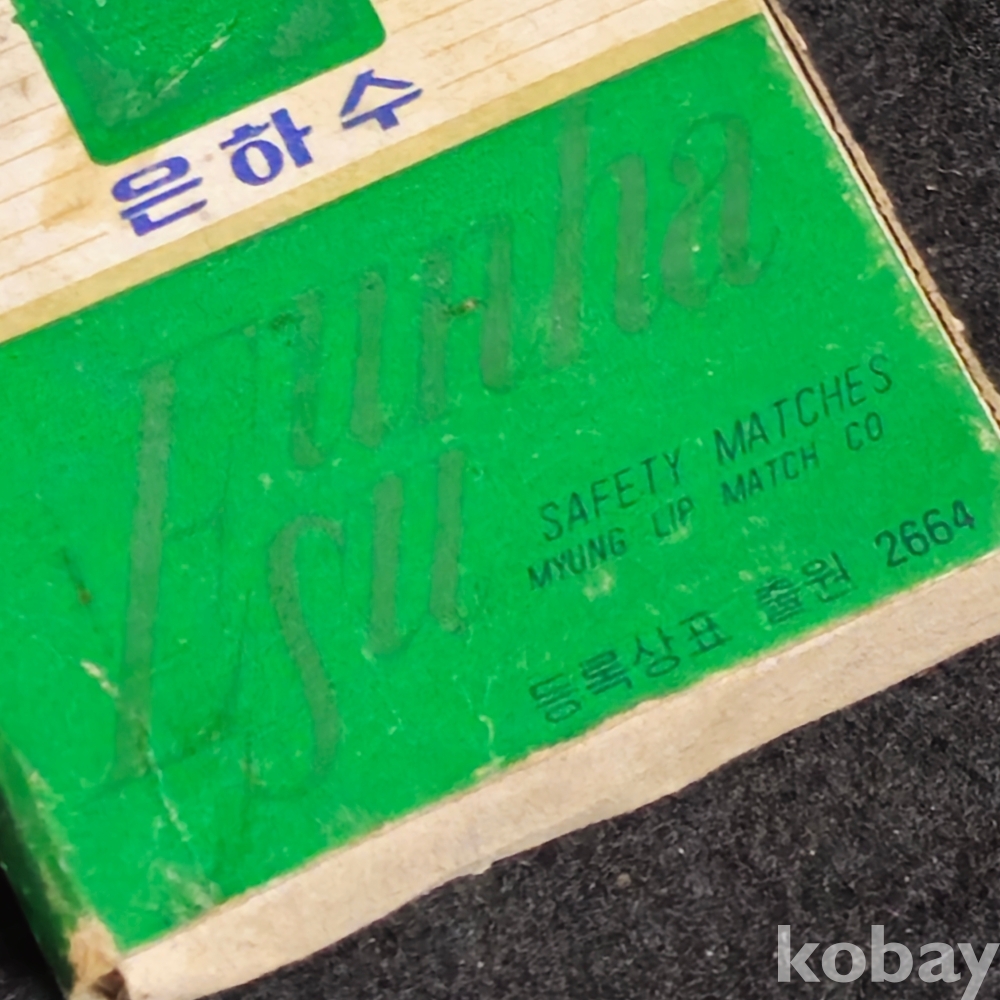 은하수
Eunha
su
SAFETY MATCHES
MYUNG LIP MATCH CO
등록상표 출원 2664
kobay